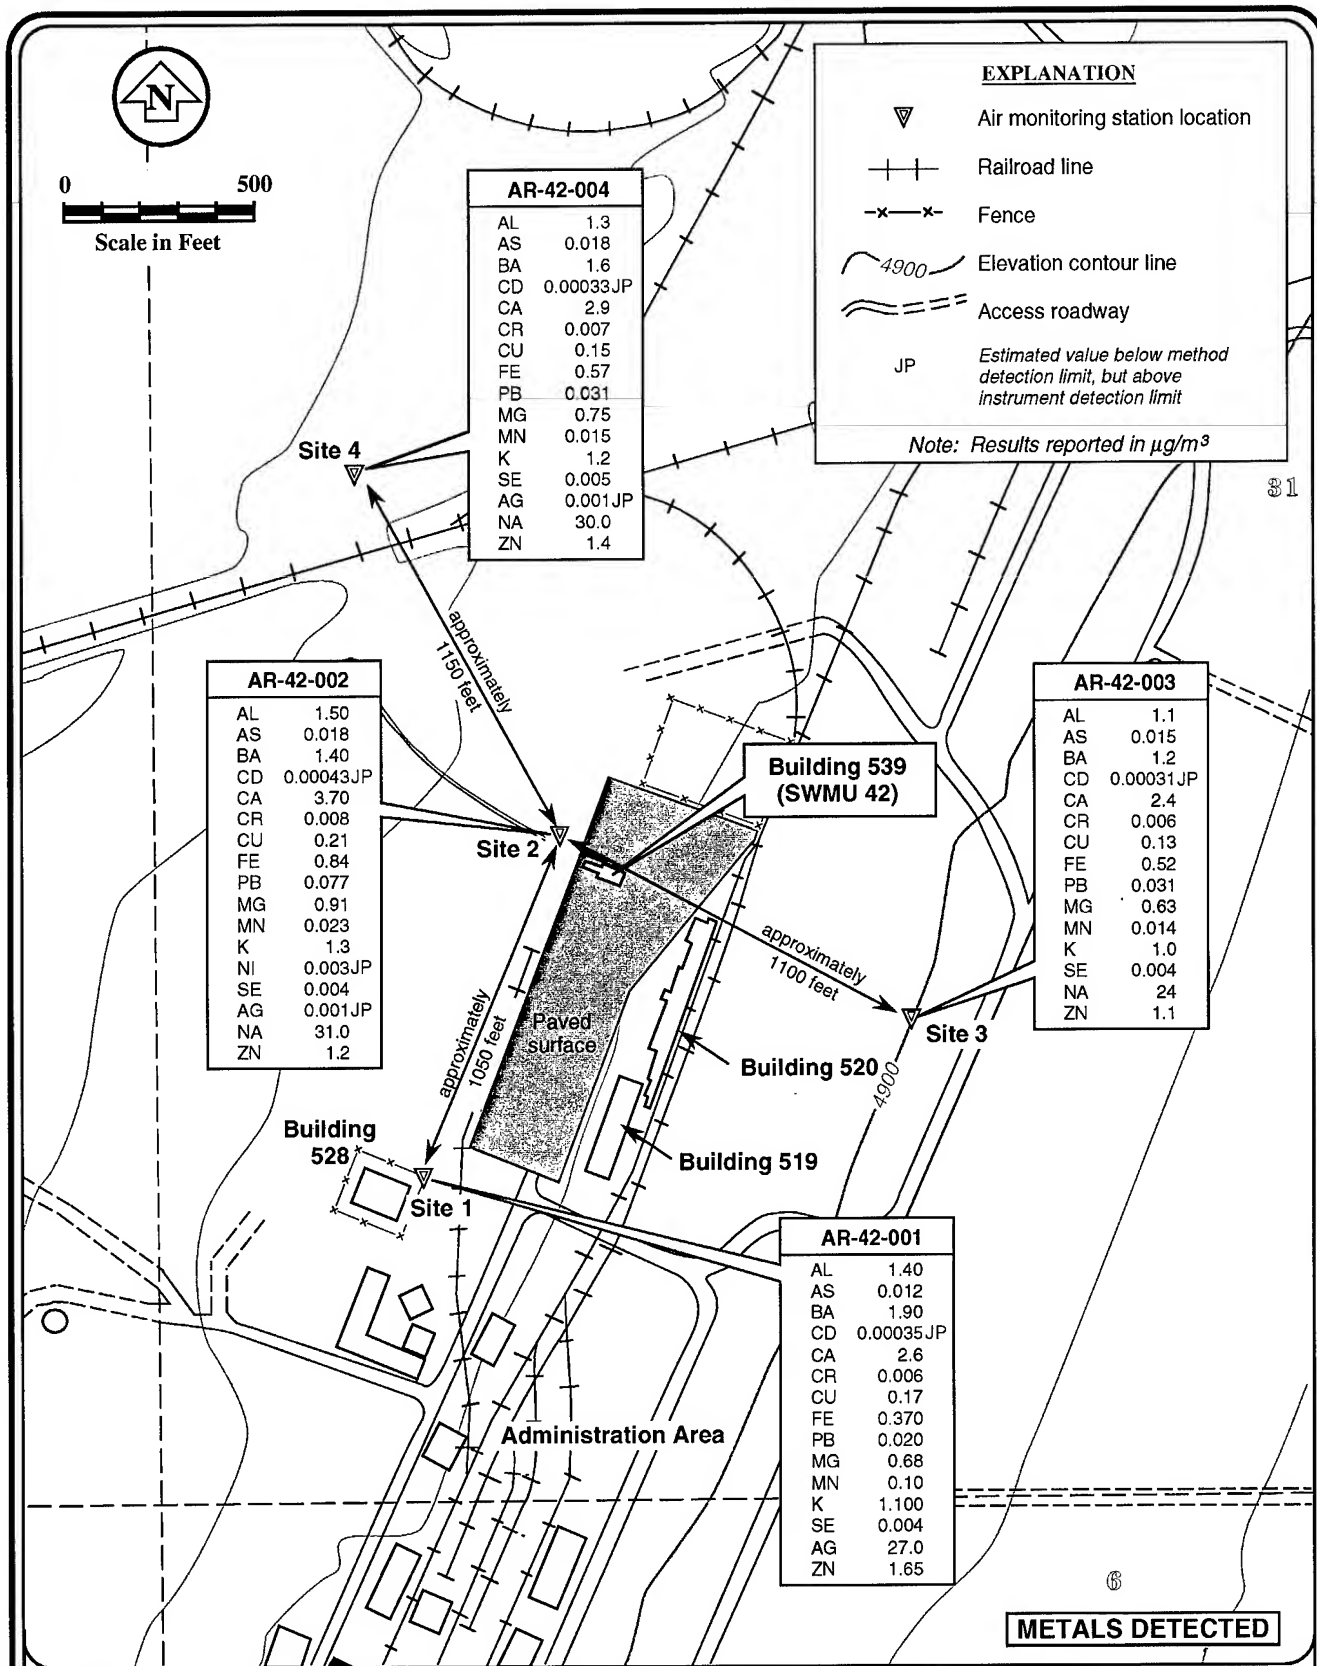 N
0 500
Scale in Feet
EXPLANATION
Air monitoring station location
Railroad line
Fence
4900 Elevation contour line
Access roadway
JP Estimated value below method
detection limit, but above
instrument detection limit
Note: Results reported in µg/m³
31
AR-42-004
AL 1.3
AS 0.018
BA 1.6
CD 0.00033JP
CA 2.9
CR 0.007
CU 0.15
FE 0.57
PB 0.031
MG 0.75
MN 0.015
K 1.2
SE 0.005
AG 0.001JP
NA 30.0
ZN 1.4
Site 4
approximately
1150 feet
AR-42-002
AL 1.50
AS 0.018
BA 1.40
CD 0.00043JP
CA 3.70
CR 0.008
CU 0.21
FE 0.84
PB 0.077
MG 0.91
MN 0.023
K 1.3
NI 0.003JP
SE 0.004
AG 0.001JP
NA 31.0
ZN 1.2
Site 2
Building 539
(SWMU 42)
AR-42-003
AL 1.1
AS 0.015
BA 1.2
CD 0.00031JP
CA 2.4
CR 0.006
CU 0.13
FE 0.52
PB 0.031
MG 0.63
MN 0.014
K 1.0
SE 0.004
NA 24
ZN 1.1
approximately
1100 feet
Site 3
approximately
1050 feet
Paved
surface
Building 520
4900
Building
528
Building 519
Site 1
AR-42-001
AL 1.40
AS 0.012
BA 1.90
CD 0.00035JP
CA 2.6
CR 0.006
CU 0.17
FE 0.370
PB 0.020
MG 0.68
MN 0.10
K 1.100
SE 0.004
AG 27.0
ZN 1.65
Administration Area
6
METALS DETECTED